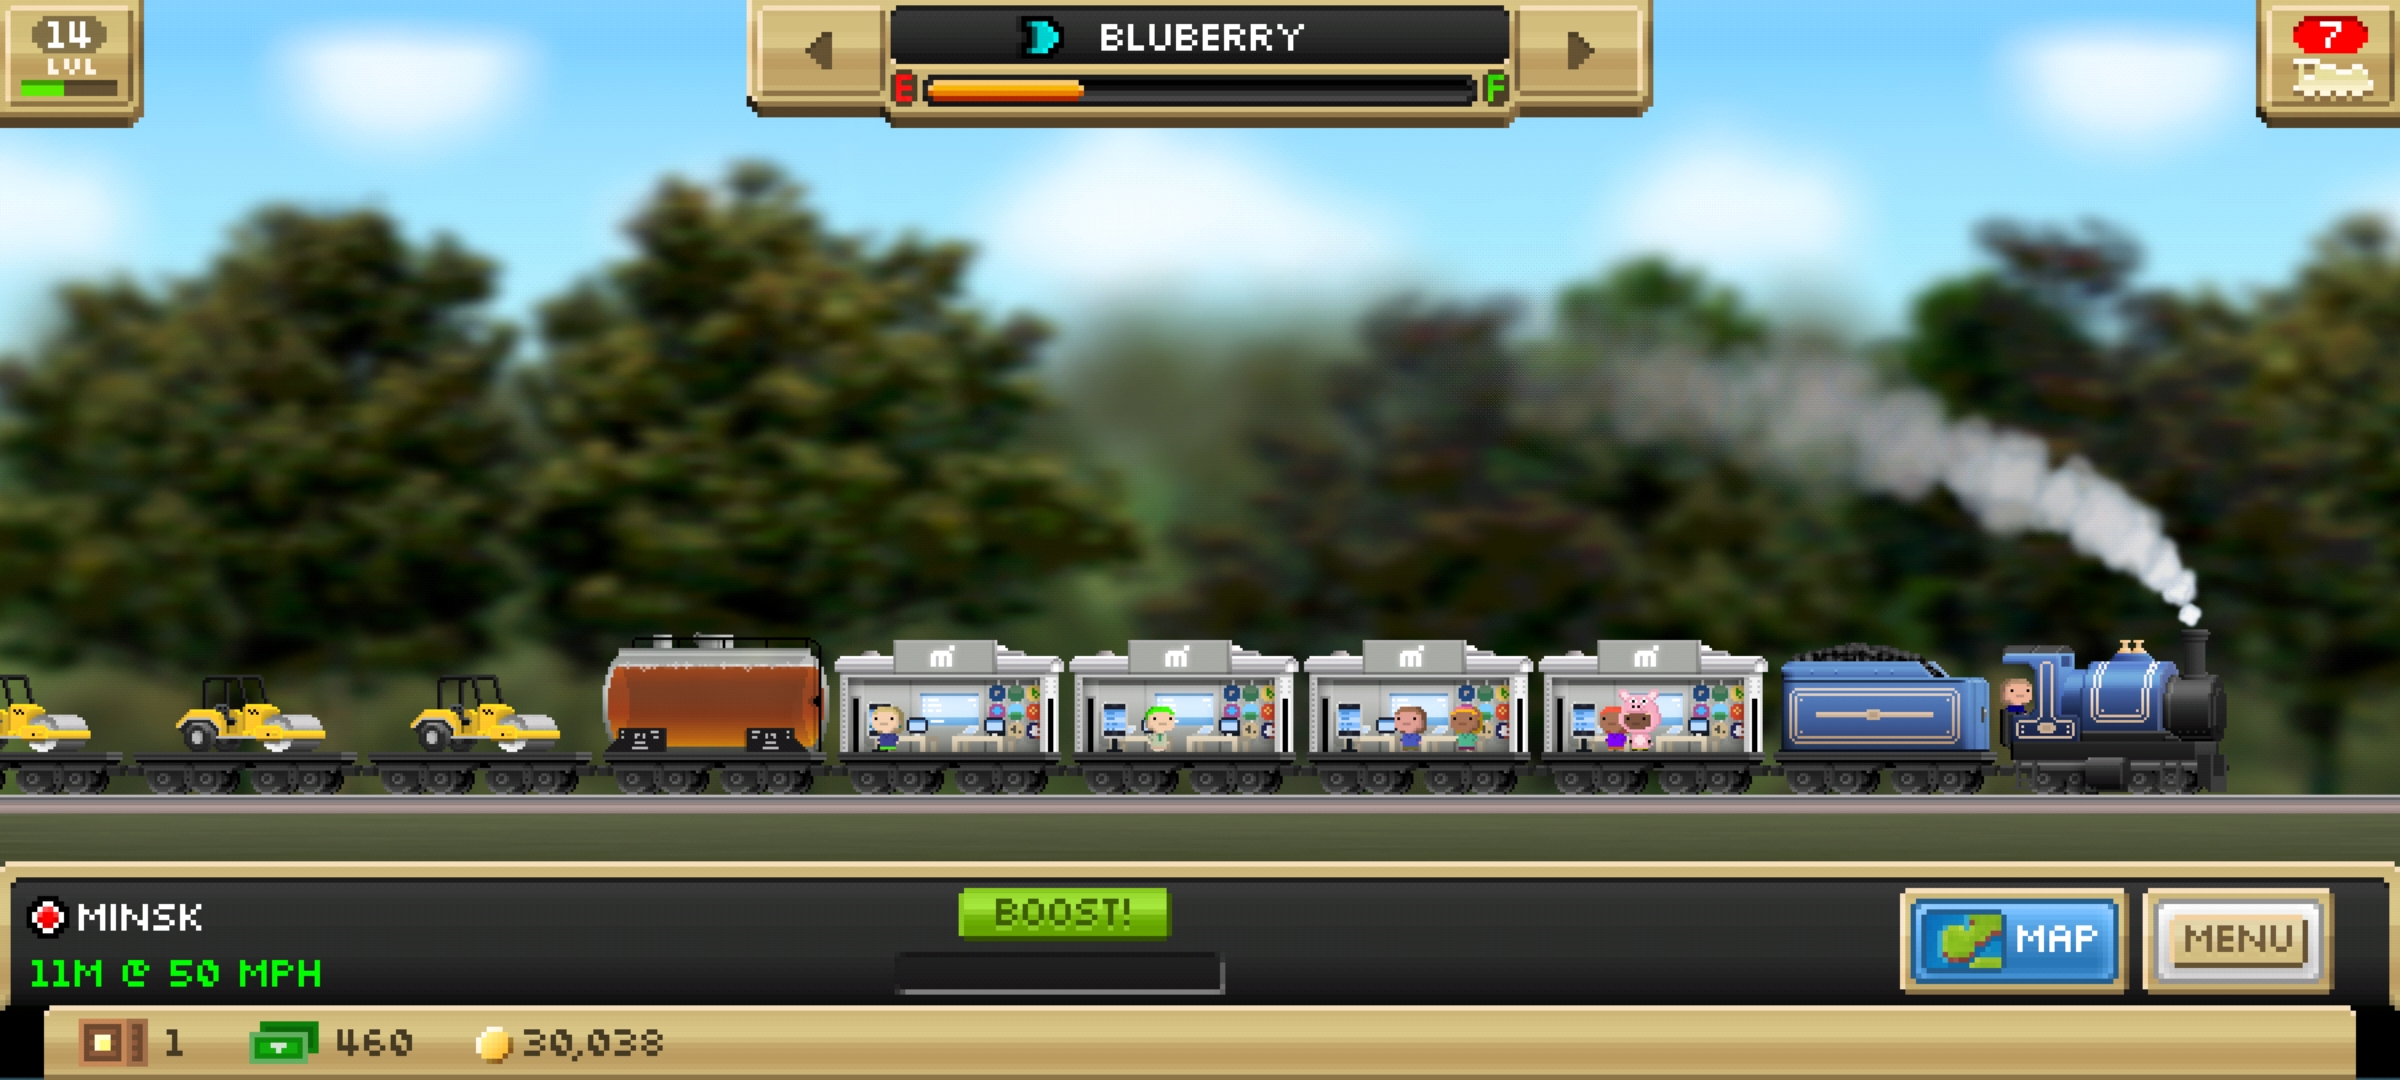 14
LVL
BLUBERRY
E F
7
m
m
m
m
MINSK
11M @ 50 MPH
BOOST!
MAP
MENU
1
460
30,038